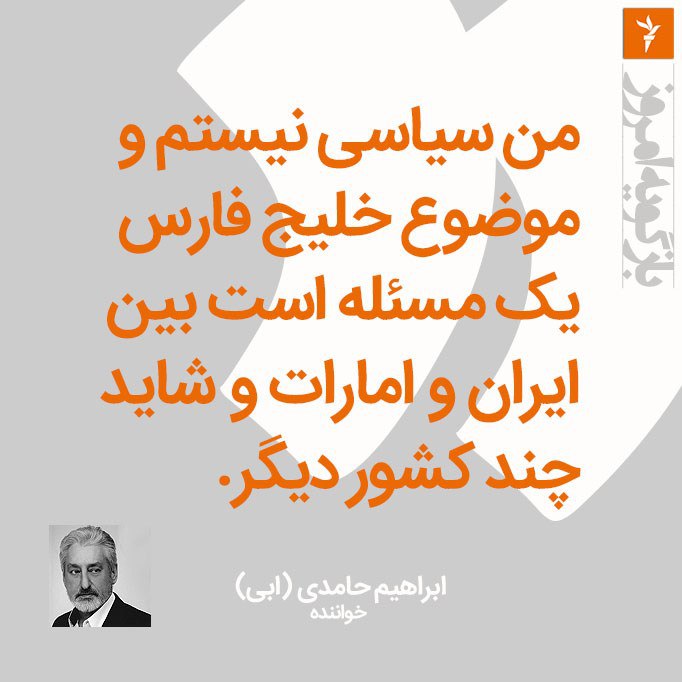 من سیاسی نیستم و
موضوع خلیج فارس
یک مسئله است بین
ایران و امارات و شاید
چند کشور دیگر.
ابراهیم حامدی (ابی)
خواننده
بازگویه امروز